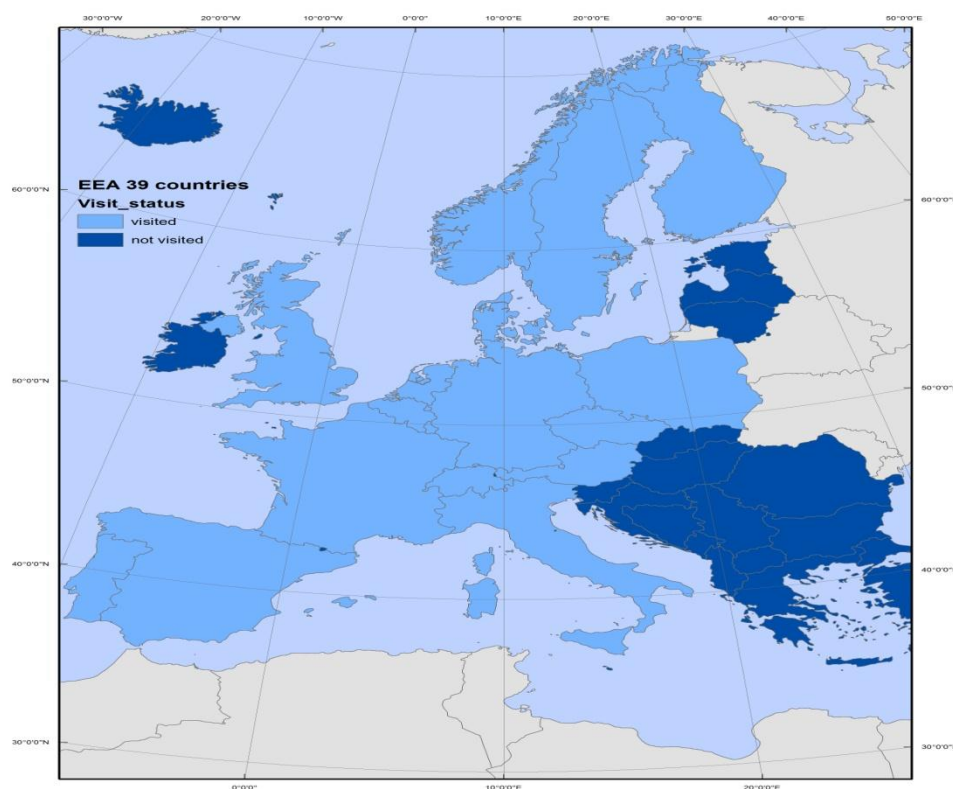 30°0'0"W 20°0'0"W 10°0'0"W 0°0'0" 10°0'0"E 20°0'0"E 30°0'0"E 40°0'0"E 50°0'0"E
EEA 39 countries
Visit_status
visited
not visited
60°0'0"N 60°0'0"N
50°0'0"N 50°0'0"N
40°0'0"N 40°0'0"N
30°0'0"N 30°0'0"N
0°0'0" 10°0'0"E 20°0'0"E